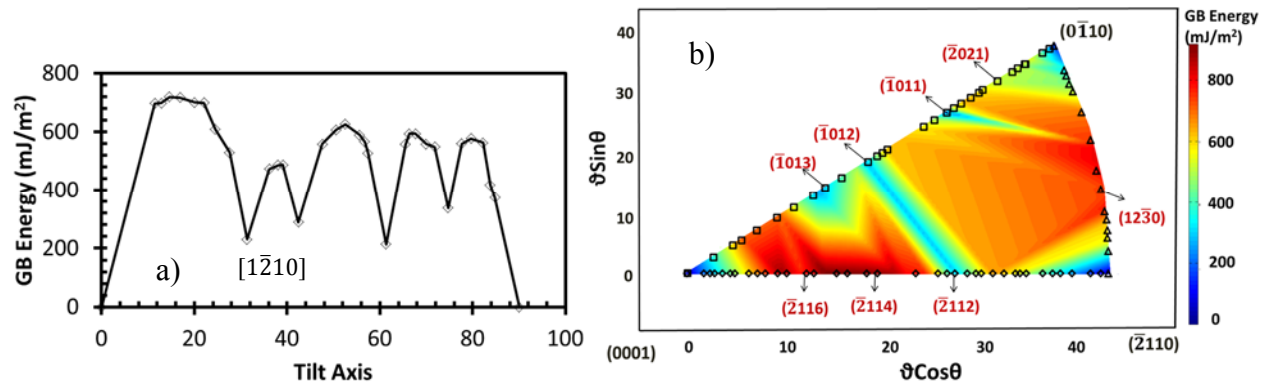 a)
GB Energy (mJ/m²)
800
600
400
200
0
[12̅10]
0 20 40 60 80 100
Tilt Axis
b)
GB Energy
(mJ/m²)
800
600
400
200
0
ϑSinθ
40
30
20
10
0
(01̅10)
(2̅021)
(1̅011)
(1̅012)
(1̅013)
(123̅0)
(2̅116) (2̅114) (2̅112)
(0001) 0 10 20 30 40 (2̅110)
ϑCosθ